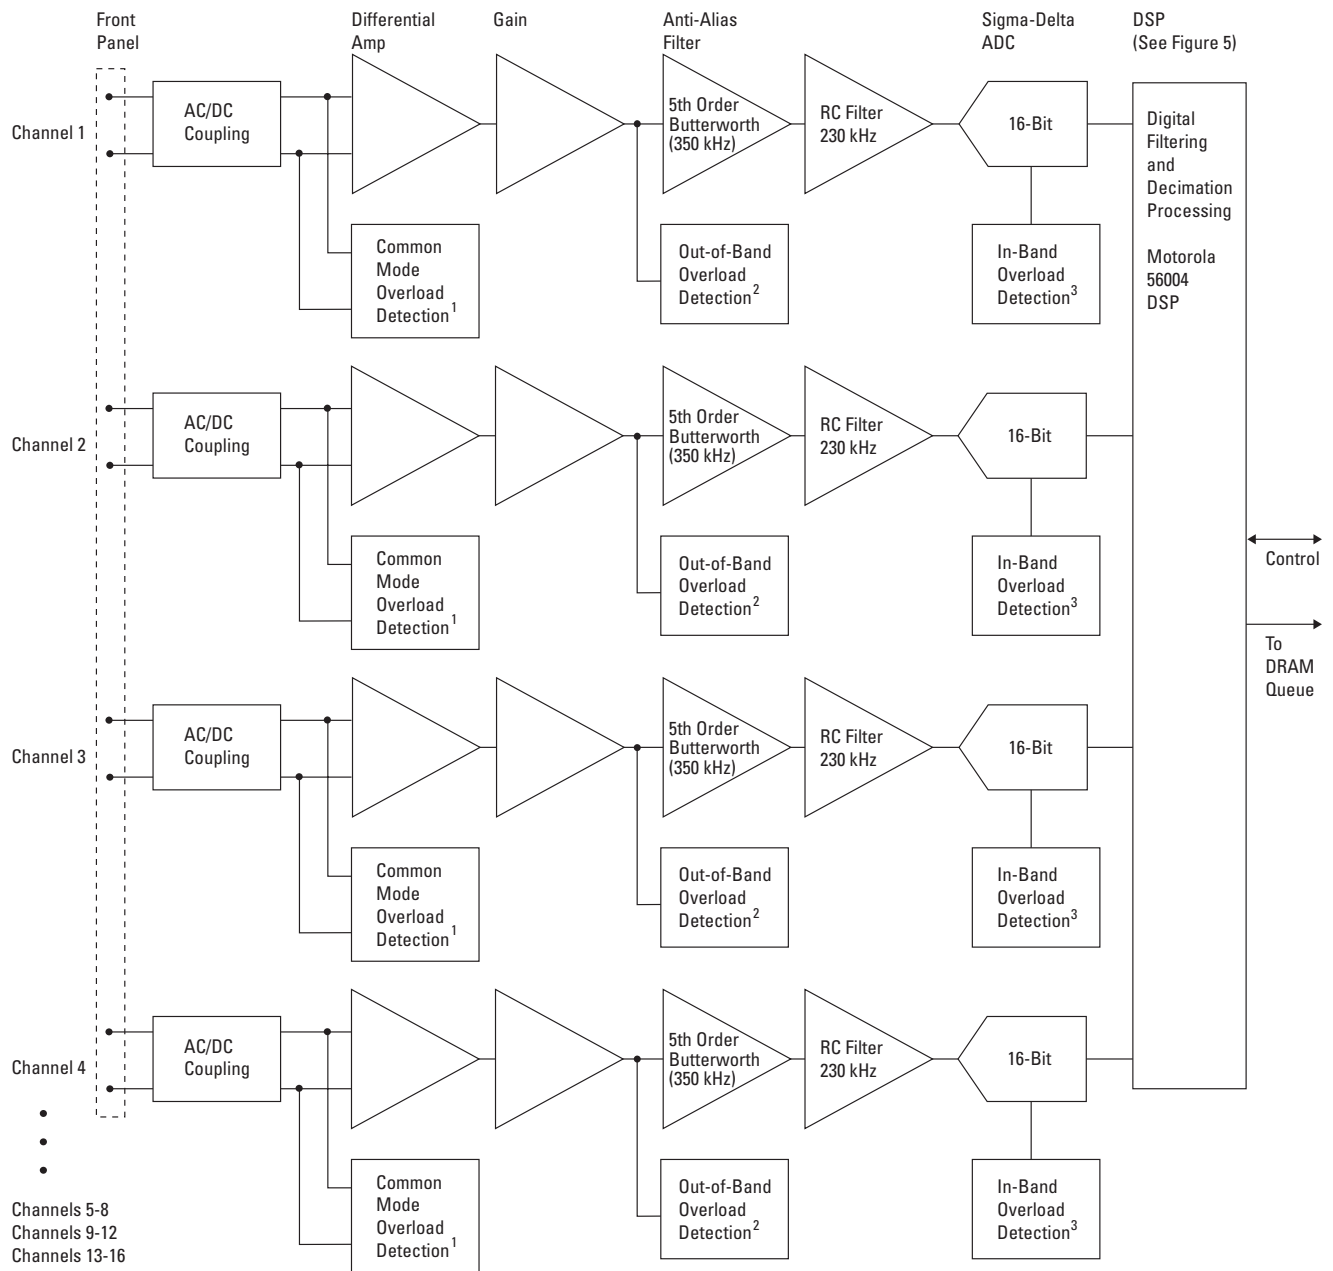 Front
Panel
Differential
Amp
Gain
Anti-Alias
Filter
Sigma-Delta
ADC
DSP
(See Figure 5)
Channel 1
AC/DC
Coupling
5th Order
Butterworth
(350 kHz)
RC Filter
230 kHz
16-Bit
Digital
Filtering
and
Decimation
Processing
Motorola
56004
DSP
Common
Mode
Overload
Detection1
Out-of-Band
Overload
Detection2
In-Band
Overload
Detection3
Channel 2
AC/DC
Coupling
5th Order
Butterworth
(350 kHz)
RC Filter
230 kHz
16-Bit
Common
Mode
Overload
Detection1
Out-of-Band
Overload
Detection2
In-Band
Overload
Detection3
Control
To
DRAM
Queue
Channel 3
AC/DC
Coupling
5th Order
Butterworth
(350 kHz)
RC Filter
230 kHz
16-Bit
Common
Mode
Overload
Detection1
Out-of-Band
Overload
Detection2
In-Band
Overload
Detection3
Channel 4
AC/DC
Coupling
5th Order
Butterworth
(350 kHz)
RC Filter
230 kHz
16-Bit
Common
Mode
Overload
Detection1
Out-of-Band
Overload
Detection2
In-Band
Overload
Detection3
Channels 5-8
Channels 9-12
Channels 13-16